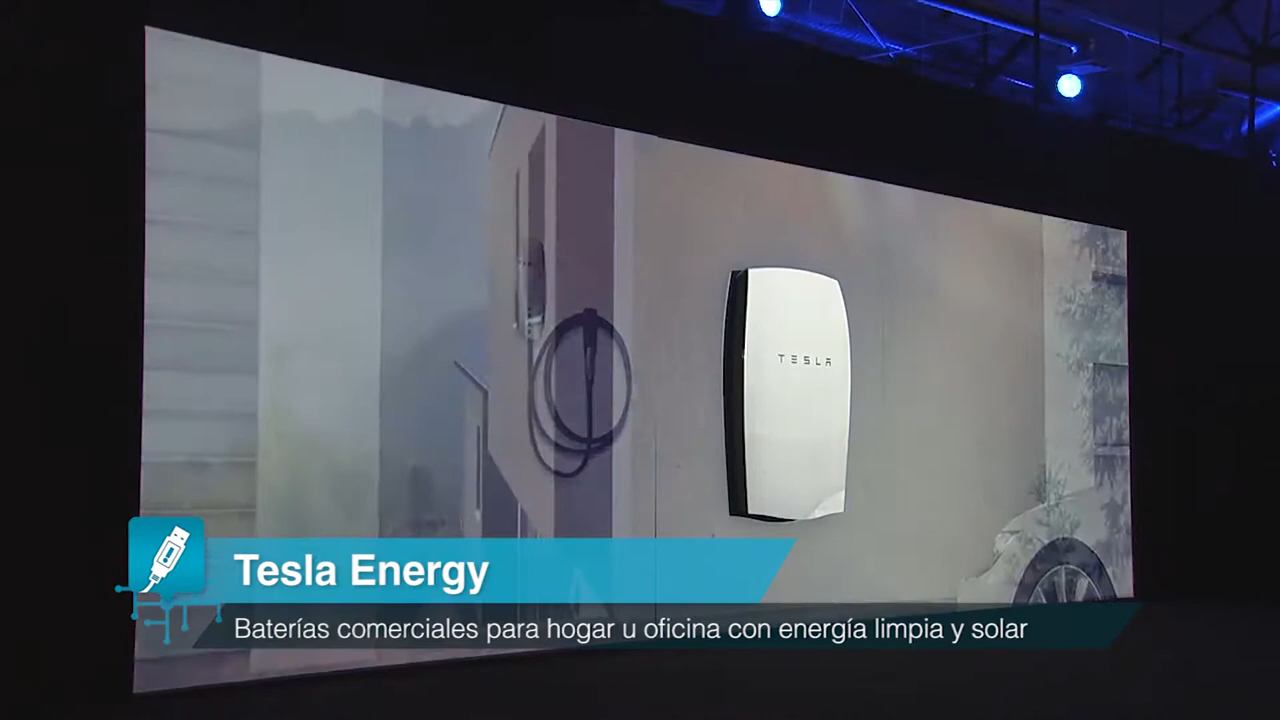 TESLA
Tesla Energy
Baterías comerciales para hogar u oficina con energía limpia y solar